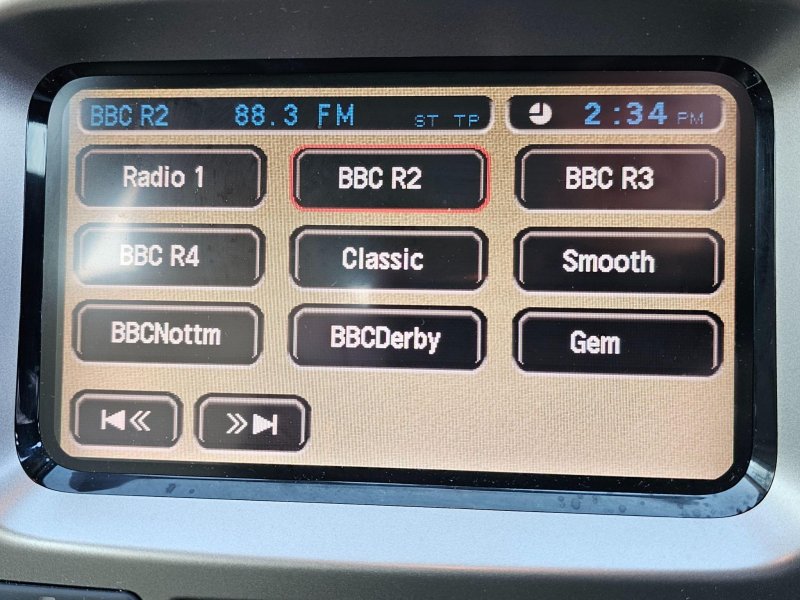 BBC R2 88.3 FM ST TP 2:34 PM
Radio 1 BBC R2 BBC R3
BBC R4 Classic Smooth
BBCNottm BBCDerby Gem